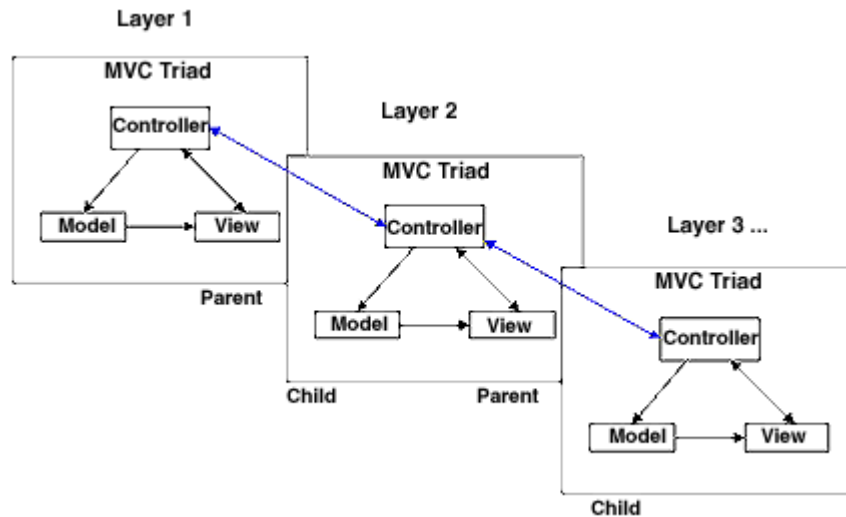 Layer 1
MVC Triad
Controller
Model
View
Parent
Layer 2
MVC Triad
Controller
Model
View
Child
Parent
Layer 3 ...
MVC Triad
Controller
Model
View
Child